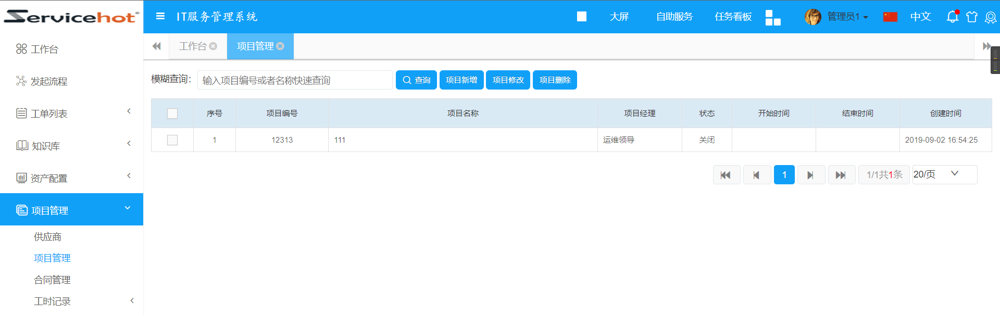 Servicehot
IT服务管理系统
大屏
自助服务
任务看板
管理员1
中文
工作台
项目管理
工作台
发起流程
工单列表
知识库
资产配置
项目管理
供应商
项目管理
合同管理
工时记录
模糊查询：
输入项目编号或者名称快速查询
查询
项目新增
项目修改
项目删除
序号 项目编号 项目名称 项目经理 状态 开始时间 结束时间 创建时间
1 12313 111 运维领导 关闭 2019-09-02 16:54:25
1
1/1共1条
20/页